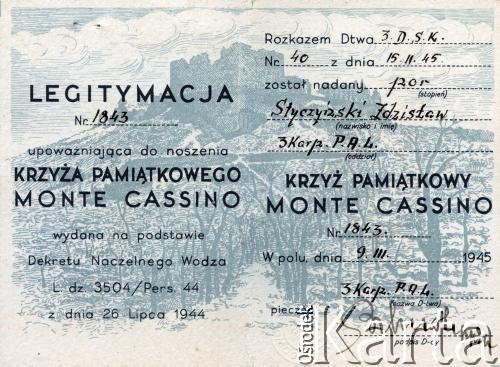 LEGITYMACJA
Nr. 1843
upoważniająca do noszenia
KRZYŻA PAMIĄTKOWEGO
MONTE CASSINO
wydana na podstawie
Dekretu Naczelnego Wodza
L. dz. 3504/Pers. 44
z dnia 26 Lipca 1944
Rozkazem Dtwa 3. D. S. K.
Nr 40 z dnia 15. II. 45.
został nadany por
(stopień)
Styczyński Zdzisław
(nazwisko i imię)
3 Karp. P. A. L.
(oddział)
KRZYŻ PAMIĄTKOWY
MONTE CASSINO
Nr. 1843.
W polu, dnia 9. III. 1945
3 Karp. P. A. L.
(nazwa D-twa)
podpis D-cy
ośrodek
Karta